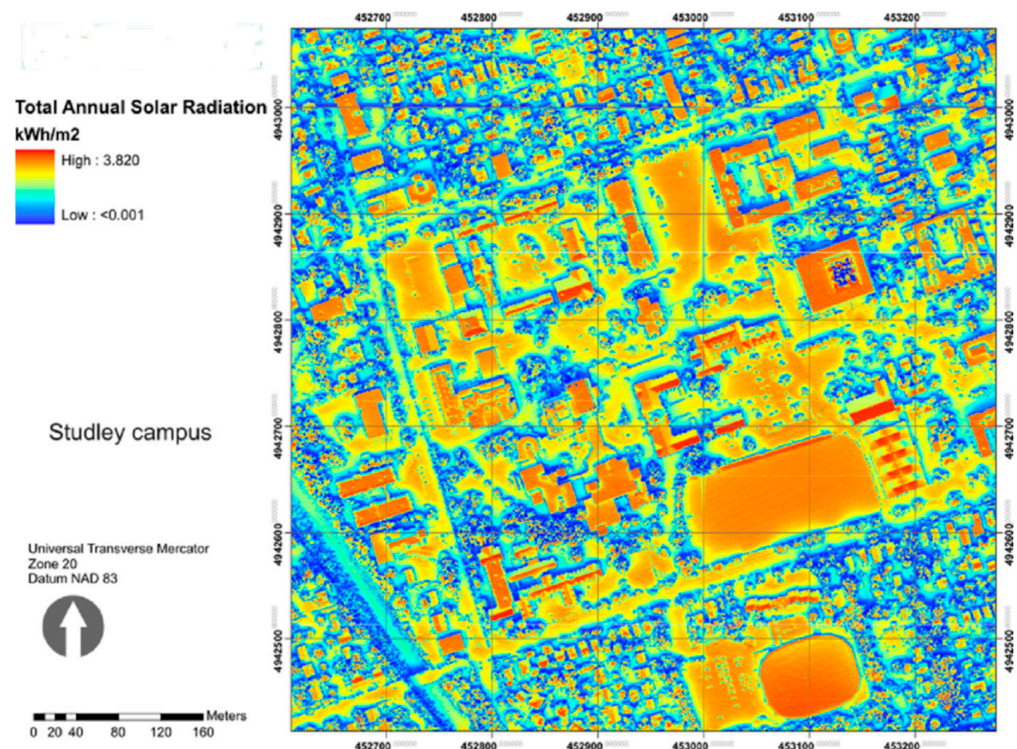 452700 452800 452900 453000 453100 453200
Total Annual Solar Radiation
kWh/m2
High : 3.820
Low : <0.001
4943000
4942900
4942800
4942700
4942600
4942500
4943000
4942900
4942800
4942700
4942600
4942500
Studley campus
Universal Transverse Mercator
Zone 20
Datum NAD 83
0 20 40 80 120 160 Meters
452700 452800 452900 453000 453100 453200